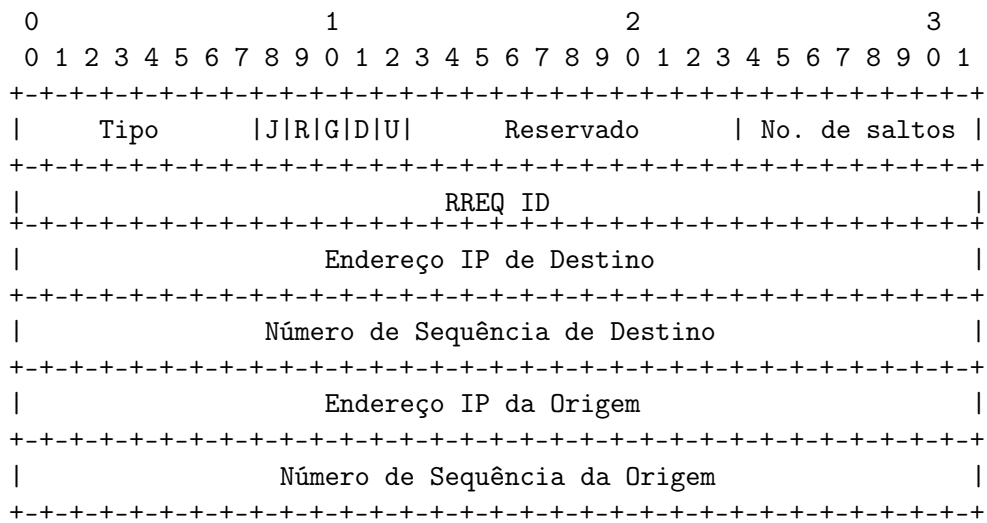 0                   1                   2                   3
0 1 2 3 4 5 6 7 8 9 0 1 2 3 4 5 6 7 8 9 0 1 2 3 4 5 6 7 8 9 0 1
+-+-+-+-+-+-+-+-+-+-+-+-+-+-+-+-+-+-+-+-+-+-+-+-+-+-+-+-+-+-+-+-+
|     Tipo      |J|R|G|D|U|      Reservado      | No. de saltos |
+-+-+-+-+-+-+-+-+-+-+-+-+-+-+-+-+-+-+-+-+-+-+-+-+-+-+-+-+-+-+-+-+
|                            RREQ ID                            |
+-+-+-+-+-+-+-+-+-+-+-+-+-+-+-+-+-+-+-+-+-+-+-+-+-+-+-+-+-+-+-+-+
|                    Endereço IP de Destino                     |
+-+-+-+-+-+-+-+-+-+-+-+-+-+-+-+-+-+-+-+-+-+-+-+-+-+-+-+-+-+-+-+-+
|                Número de Sequência de Destino                 |
+-+-+-+-+-+-+-+-+-+-+-+-+-+-+-+-+-+-+-+-+-+-+-+-+-+-+-+-+-+-+-+-+
|                    Endereço IP da Origem                      |
+-+-+-+-+-+-+-+-+-+-+-+-+-+-+-+-+-+-+-+-+-+-+-+-+-+-+-+-+-+-+-+-+
|                 Número de Sequência da Origem                 |
+-+-+-+-+-+-+-+-+-+-+-+-+-+-+-+-+-+-+-+-+-+-+-+-+-+-+-+-+-+-+-+-+